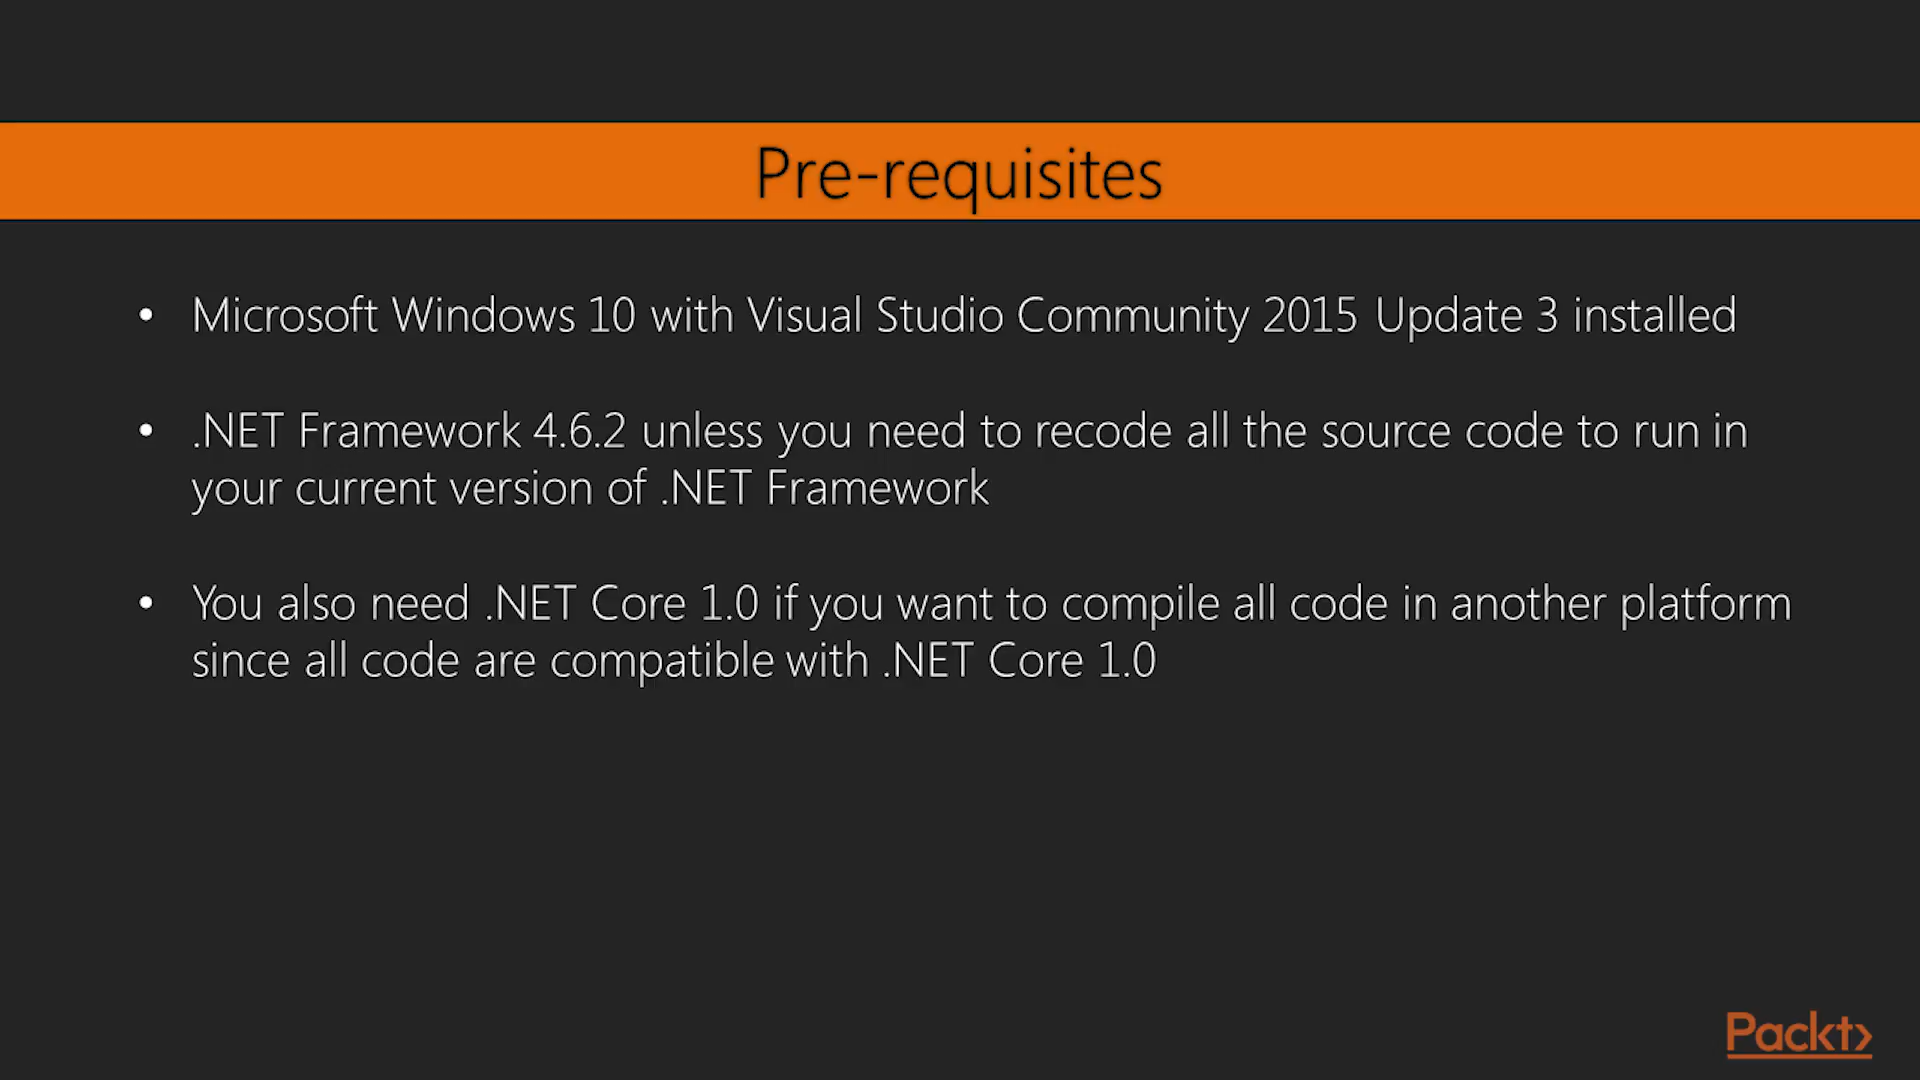 Pre-requisites
• Microsoft Windows 10 with Visual Studio Community 2015 Update 3 installed
• .NET Framework 4.6.2 unless you need to recode all the source code to run in
your current version of .NET Framework
• You also need .NET Core 1.0 if you want to compile all code in another platform
since all code are compatible with .NET Core 1.0
Packt>